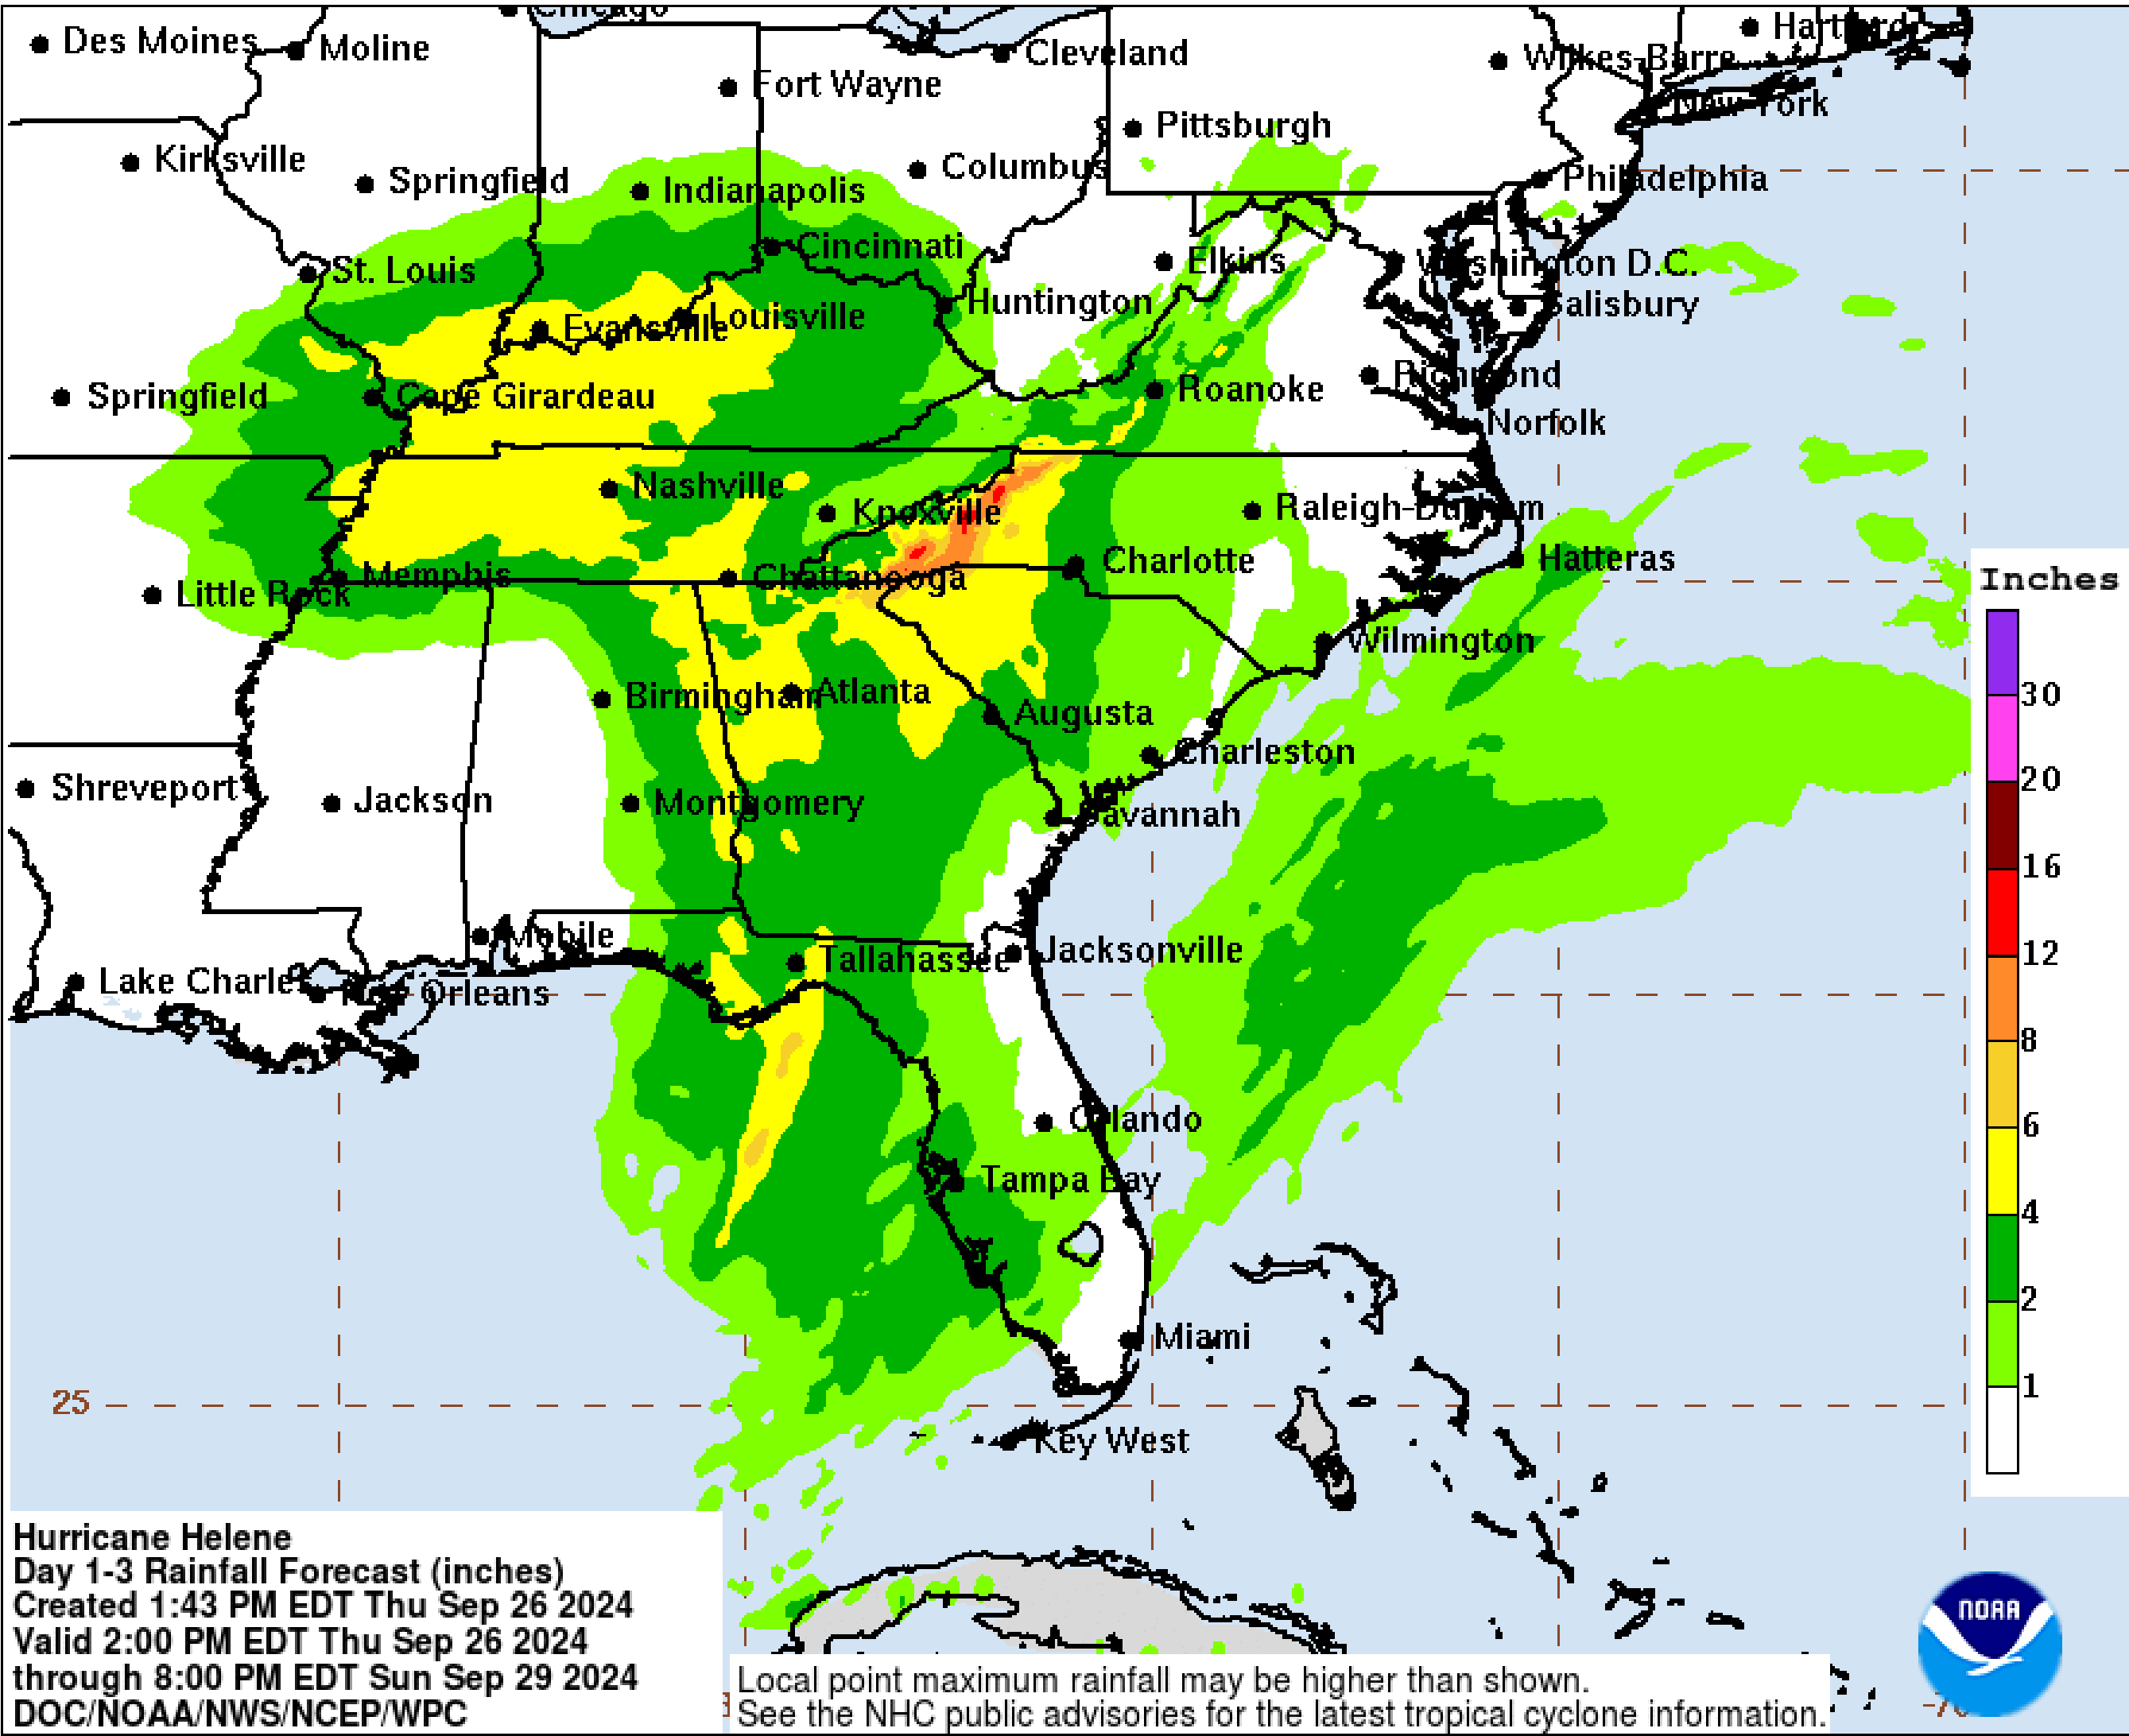 Chicago
Des Moines
Moline
Cleveland
Hartford
Wilkes-Barre
Fort Wayne
New York
Pittsburgh
Kirksville
Columbus
Springfield
Indianapolis
Philadelphia
Cincinnati
Elkins
Washington D.C.
St. Louis
Huntington
Salisbury
Louisville
Evansville
Springfield
Cape Girardeau
Roanoke
Richmond
Norfolk
Nashville
Knoxville
Raleigh-Durham
Charlotte
Hatteras
Memphis
Chattanooga
Little Rock
Wilmington
Birmingham
Atlanta
Augusta
Charleston
Shreveport
Jackson
Montgomery
Savannah
Mobile
Tallahassee
Jacksonville
Lake Charles
New Orleans
Orlando
Tampa Bay
Miami
Key West
25
Inches
30
20
16
12
8
6
4
2
1
Hurricane Helene
Day 1-3 Rainfall Forecast (inches)
Created 1:43 PM EDT Thu Sep 26 2024
Valid 2:00 PM EDT Thu Sep 26 2024
through 8:00 PM EDT Sun Sep 29 2024
DOC/NOAA/NWS/NCEP/WPC
Local point maximum rainfall may be higher than shown.
See the NHC public advisories for the latest tropical cyclone information.
NOAA